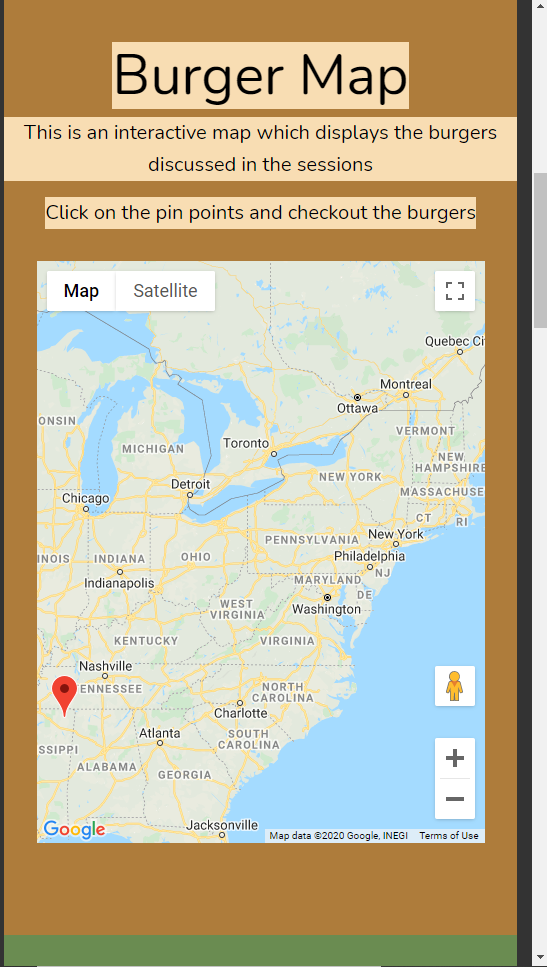 Burger Map
This is an interactive map which displays the burgers
discussed in the sessions
Click on the pin points and checkout the burgers
Map Satellite
Quebec Ci
Montreal
Ottawa
ONSIN
VERMONT
MICHIGAN
Toronto
NEW
HAMPSHIRE
NEW YORK
Detroit
MASSACHUSE
Chicago
CT RI
New York
PENNSYLVANIA
Philadelphia
NOIS INDIANA OHIO
NJ
Indianapolis
MARYLAND
DE
Washington
WEST
VIRGINIA
KENTUCKY VIRGINIA
Nashville
ENNESSEE
NORTH
CAROLINA
Charlotte
Atlanta
SOUTH
CAROLINA
SSIPPI
ALABAMA
GEORGIA
Jacksonville
Google
Map data ©2020 Google, INEGI Terms of Use